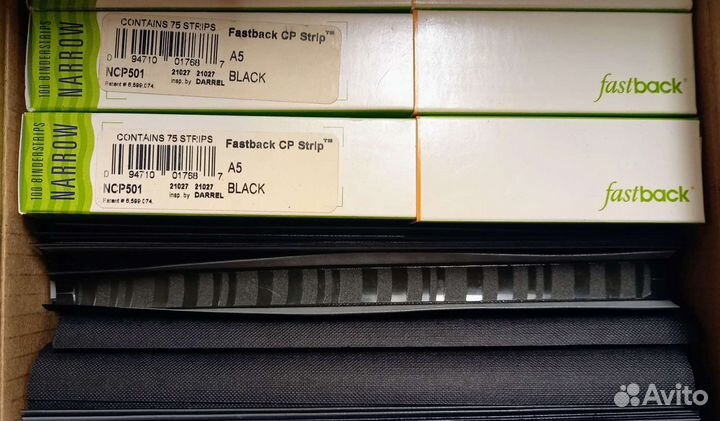 100 BINDERSTRIPS
NARROW
CONTAINS 75 STRIPS
Fastback CP Strip™
0 94710 01768 7
A5
NCP501
21027 21027
BLACK
Patent # 6,599,074.
insp. by DARREL
fastback®
100 BINDERSTRIPS
NARROW
CONTAINS 75 STRIPS
Fastback CP Strip™
0 94710 01768 7
A5
NCP501
21027 21027
BLACK
Patent # 6,599,074.
insp. by DARREL
fastback®
Avito